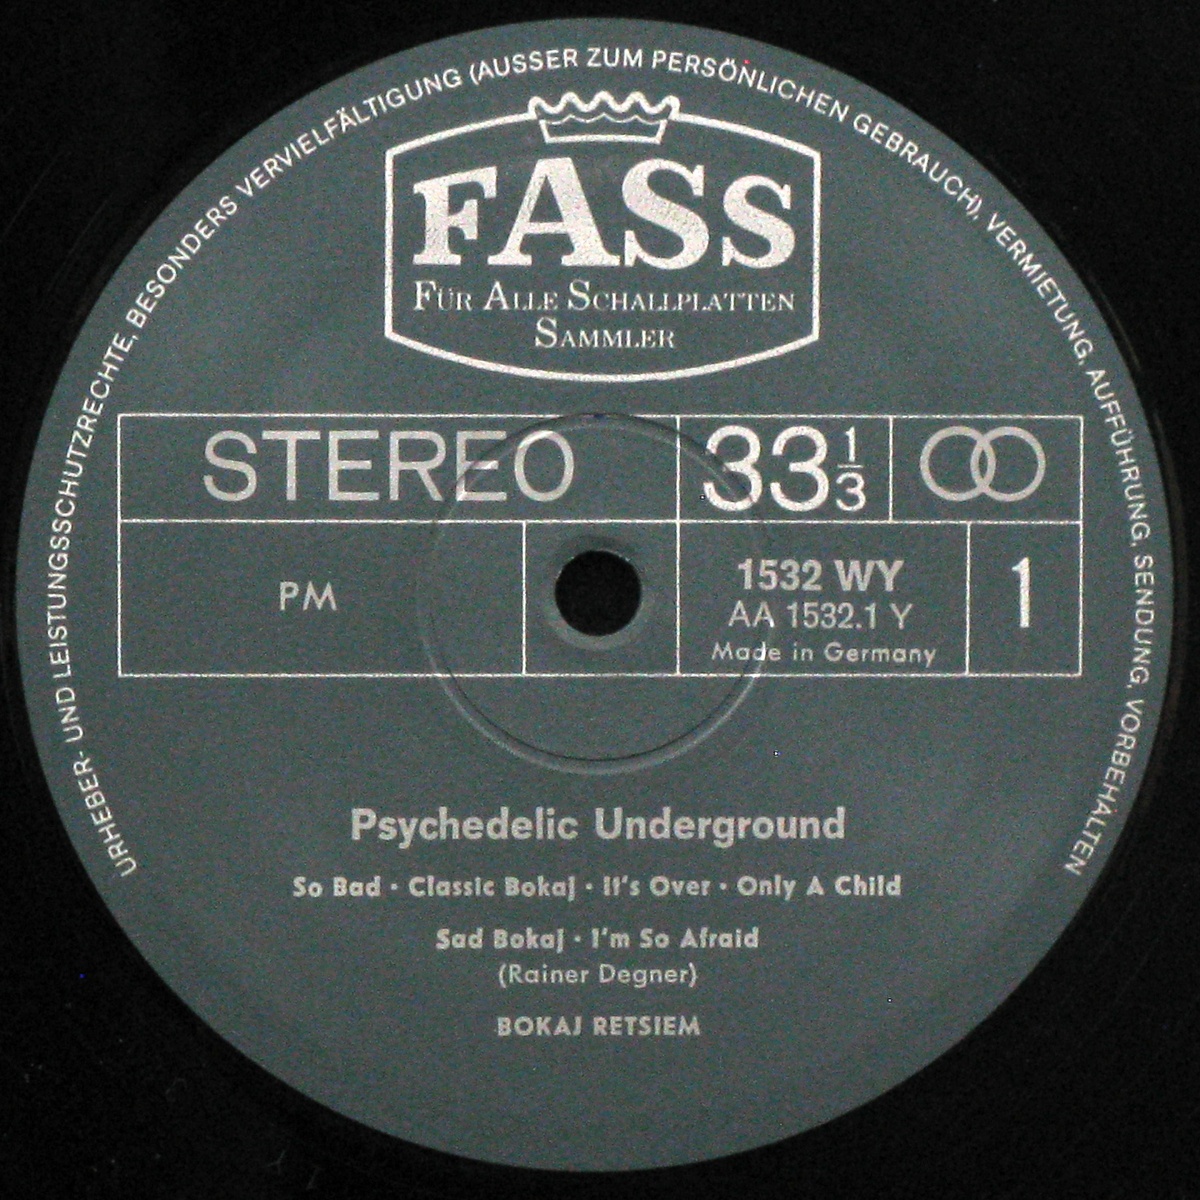 URHEBER- UND LEISTUNGSSCHUTZRECHTE, BESONDERS VERVIELFÄLTIGUNG (AUSSER ZUM PERSÖNLICHEN GEBRAUCH), VERMIETUNG, AUFFÜHRUNG, SENDUNG, VORBEHALTEN
FASS
FÜR ALLE SCHALLPLATTEN
SAMMLER
STEREO 33 1/3
PM
1532 WY
AA 1532.1 Y
Made in Germany
1
Psychedelic Underground
So Bad · Classic Bokaj · It's Over · Only A Child
Sad Bokaj · I'm So Afraid
(Rainer Degner)
BOKAJ RETSIEM